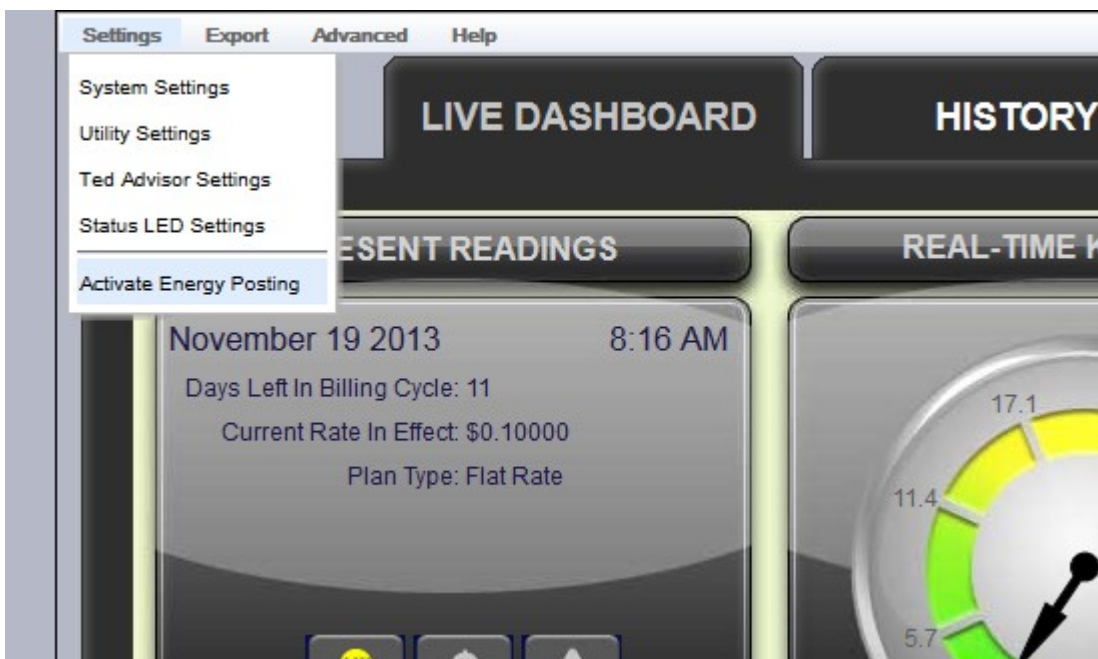 Settings Export Advanced Help
System Settings
Utility Settings
Ted Advisor Settings
Status LED Settings
Activate Energy Posting
LIVE DASHBOARD
HISTORY
ESENT READINGS
REAL-TIME K
November 19 2013 8:16 AM
Days Left In Billing Cycle: 11
Current Rate In Effect: $0.10000
Plan Type: Flat Rate
17.1
11.4
5.7